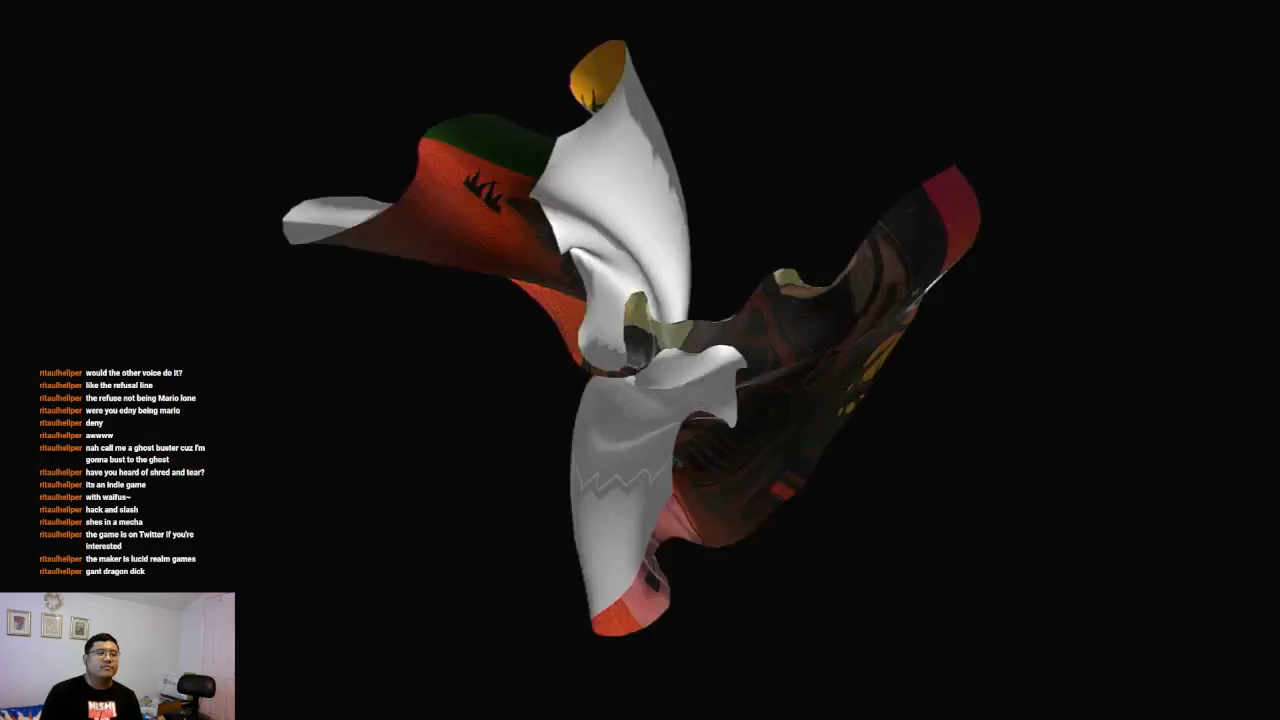 ritaulhellper would the other voice do it?
ritaulhellper like the refusal line
ritaulhellper the refuse not being Mario lone
ritaulhellper were you edny being mario
ritaulhellper deny
ritaulhellper awwww
ritaulhellper nah call me a ghost buster cuz I'm
gonna bust to the ghost
ritaulhellper have you heard of shred and tear?
ritaulhellper its an indie game
ritaulhellper with waifus~
ritaulhellper hack and slash
ritaulhellper shes in a mecha
ritaulhellper the game is on Twitter if you're
interested
ritaulhellper the maker is lucid realm games
ritaulhellper gant dragon dick
NISHI